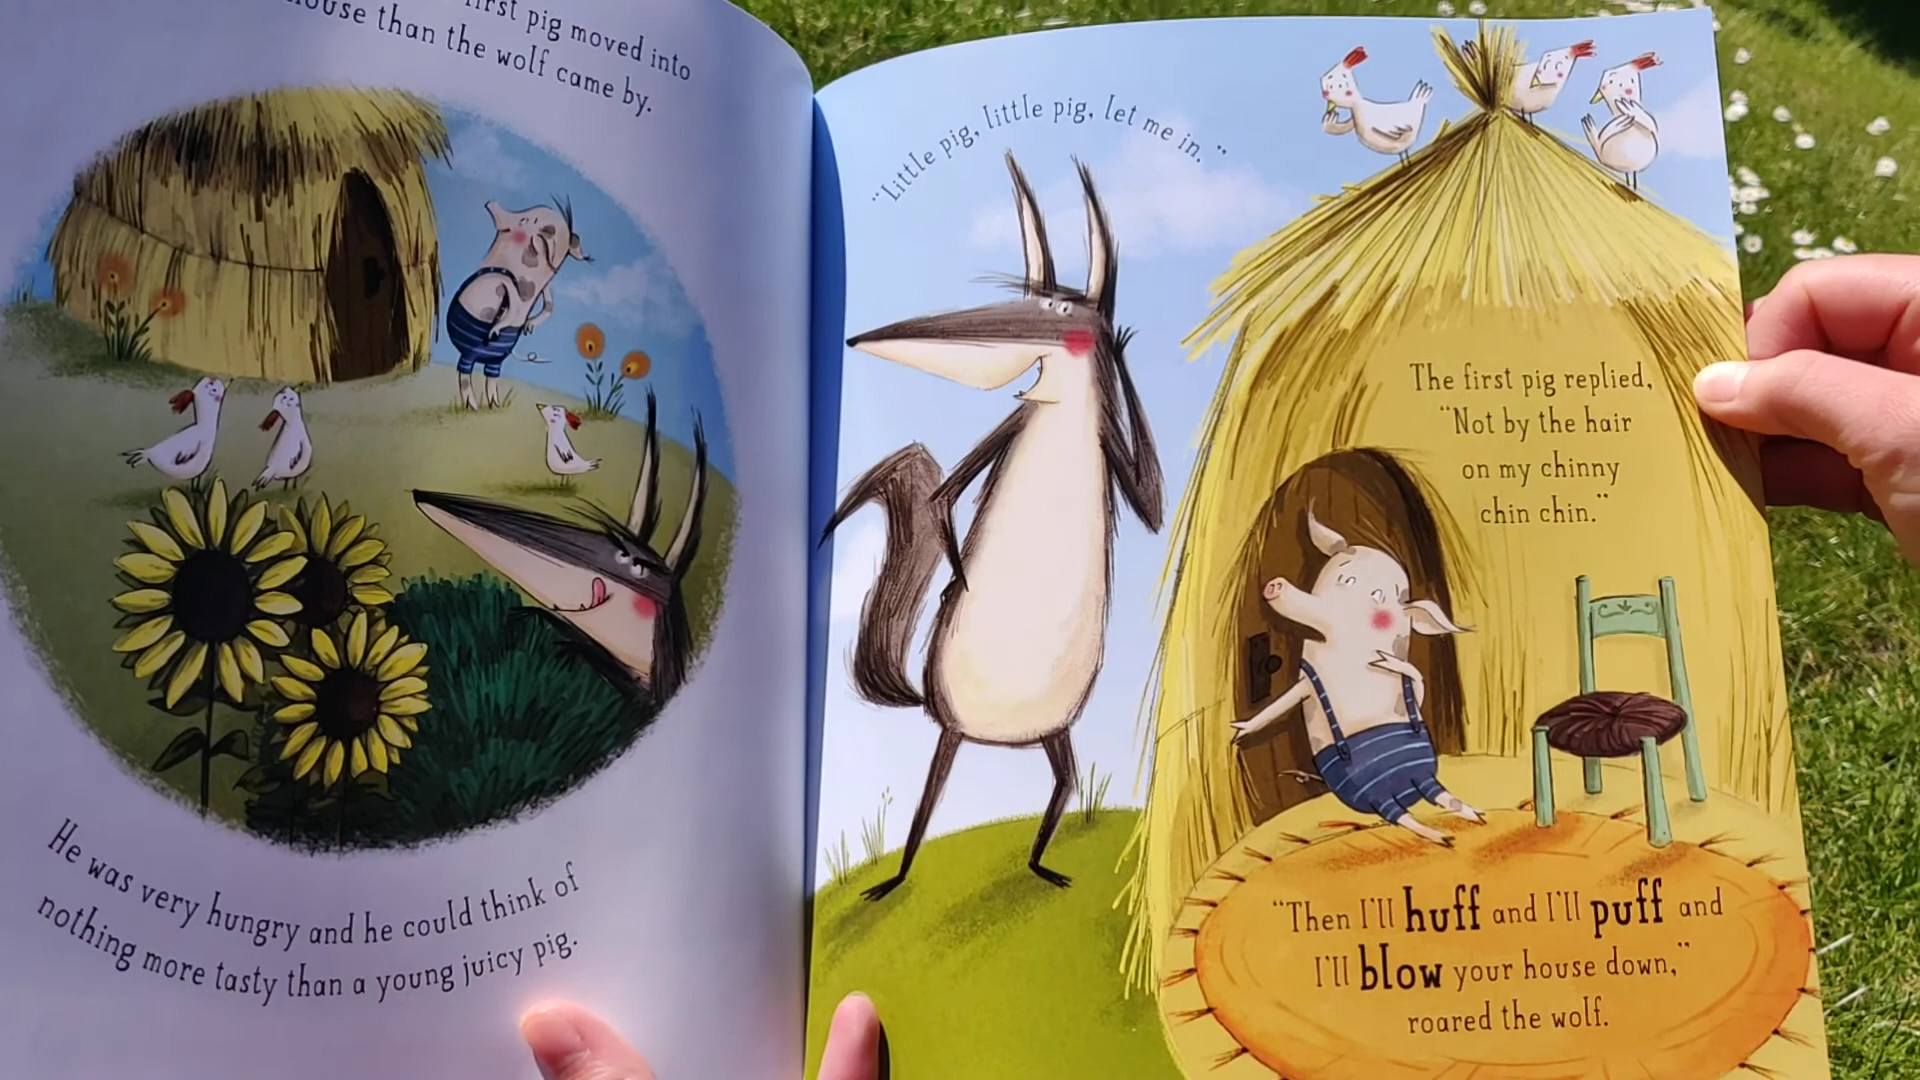 first pig moved into
house than the wolf came by.
He was very hungry and he could think of
nothing more tasty than a young juicy pig.
"Little pig, little pig, let me in."
The first pig replied,
"Not by the hair
on my chinny
chin chin."
"Then I'll huff and I'll puff and
I'll blow your house down,"
roared the wolf.